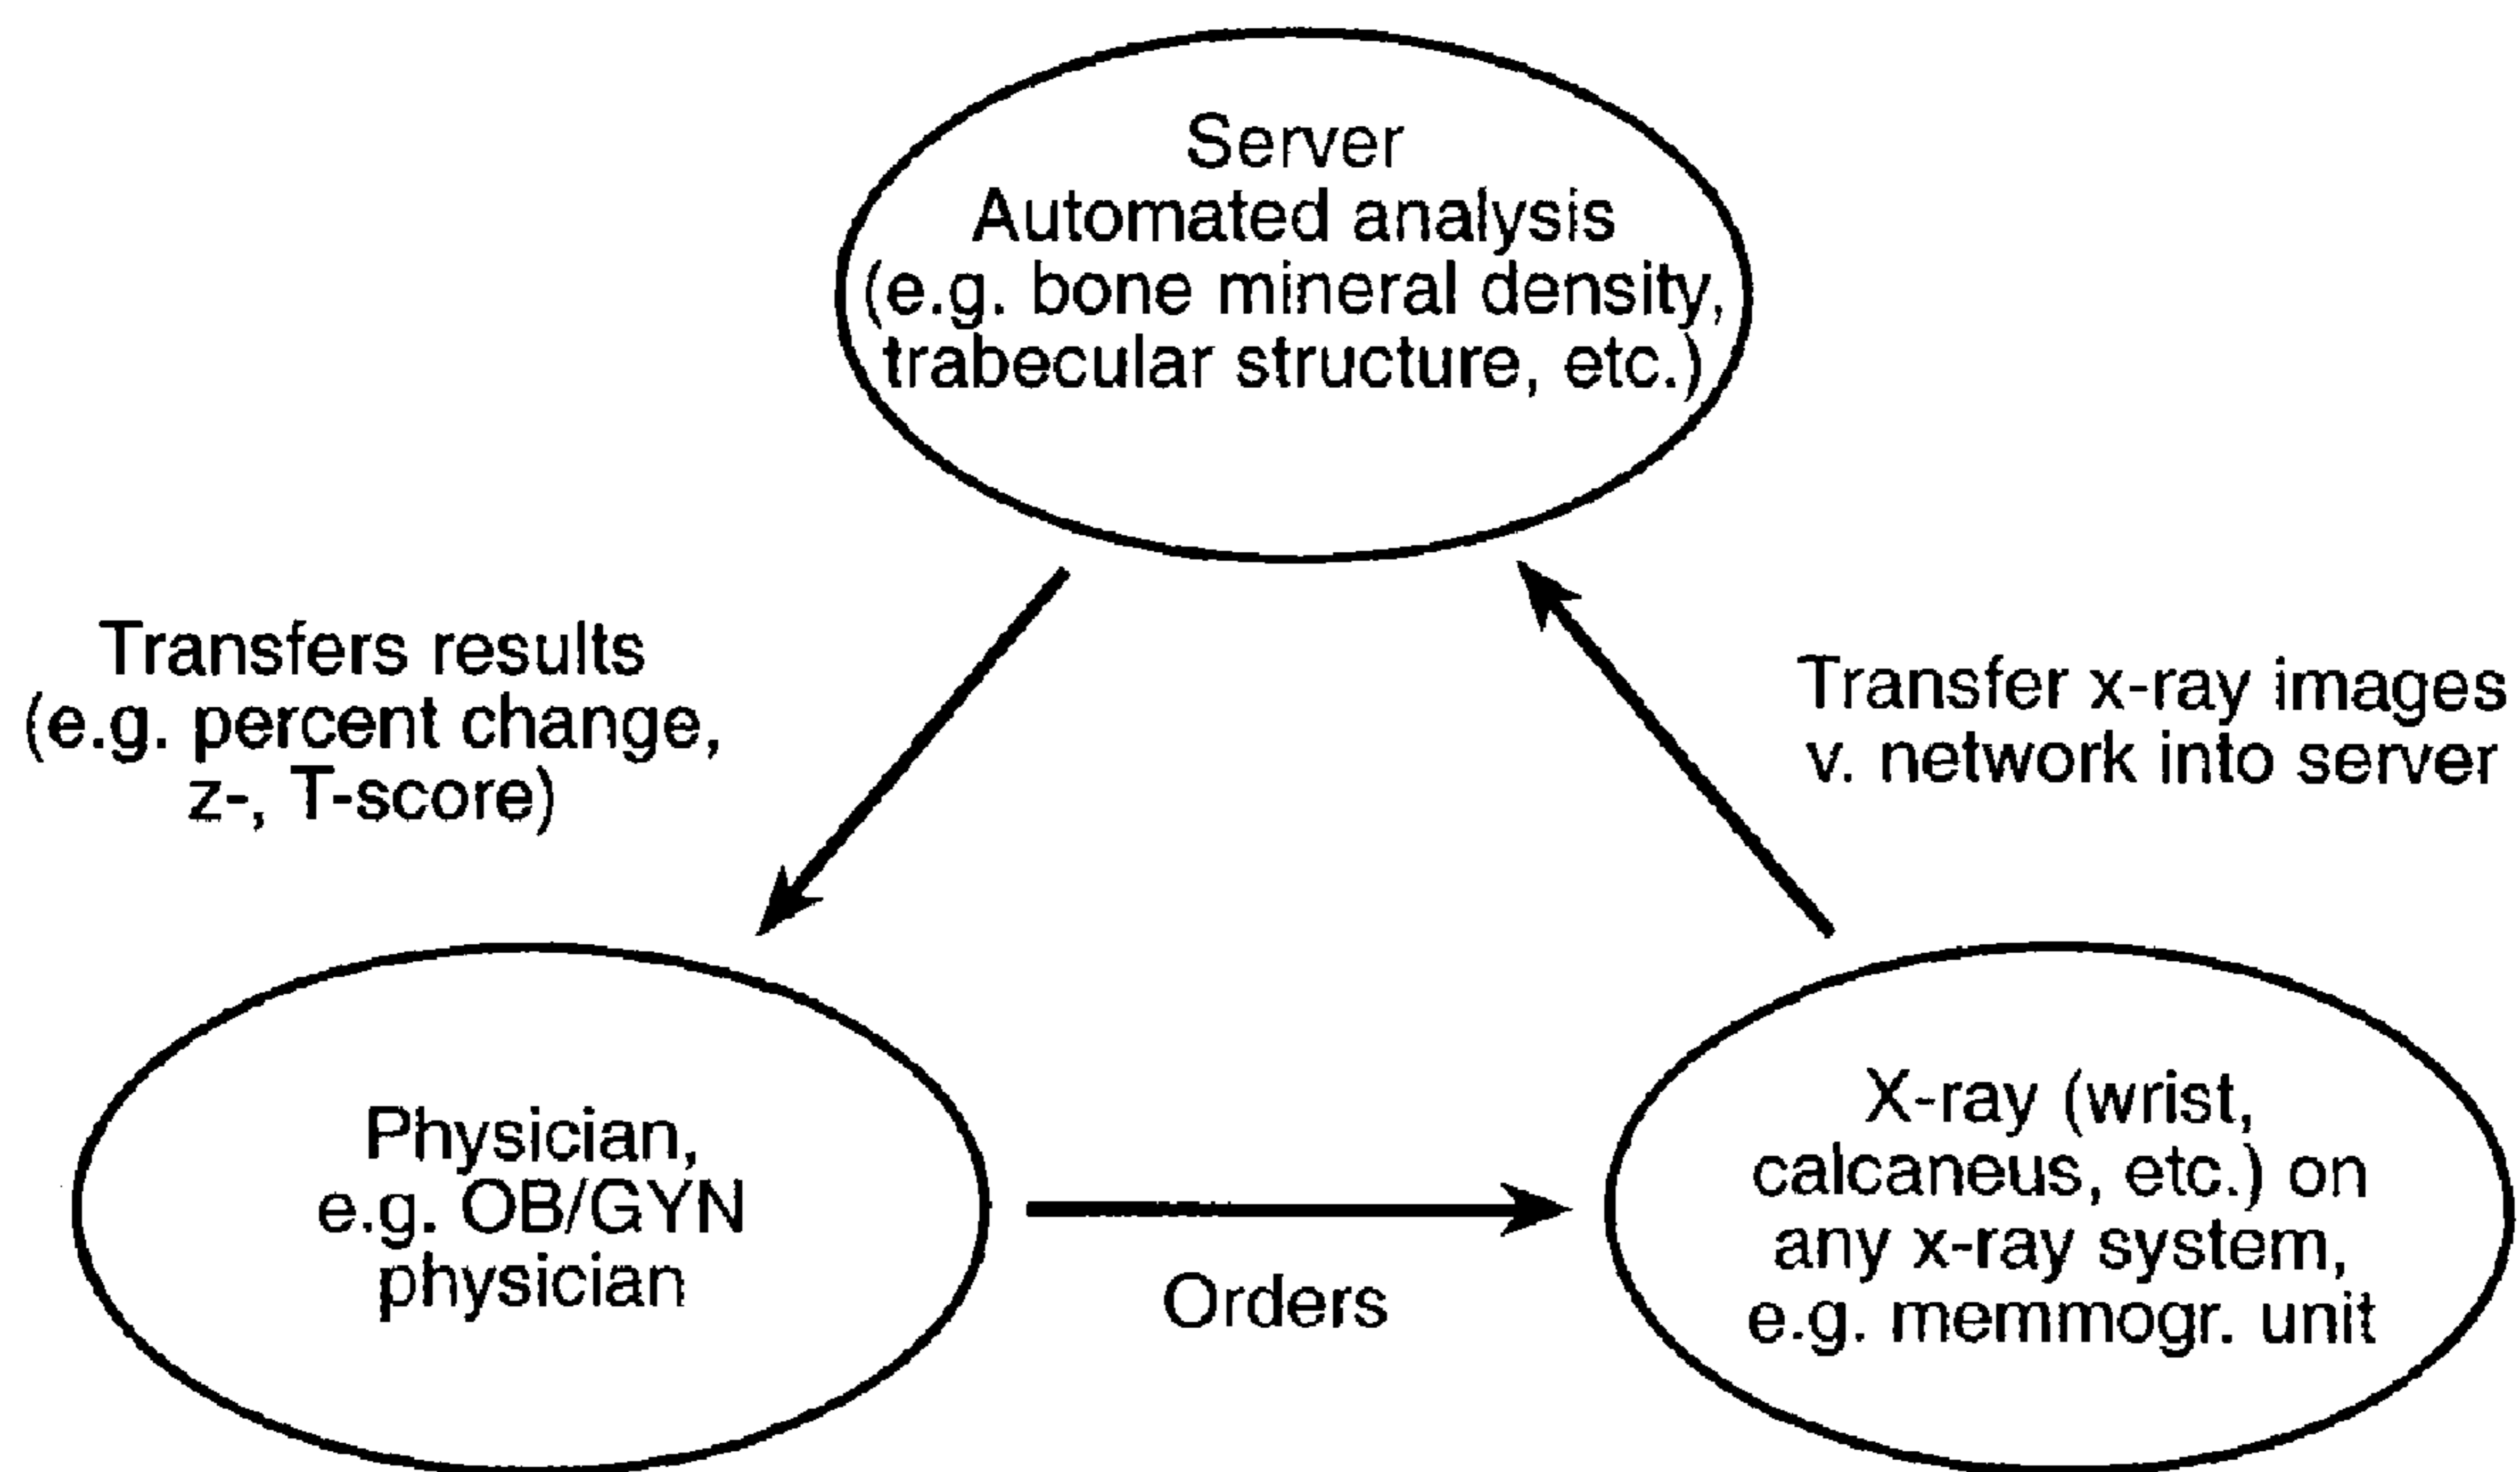 Server
Automated analysis
(e.g. bone mineral density,
trabecular structure, etc.)
Transfers results
(e.g. percent change,
z-, T-score)
Transfer x-ray images
v. network into server
Physician,
e.g. OB/GYN
physician
Orders
X-ray (wrist,
calcaneus, etc.) on
any x-ray system,
e.g. memmogr. unit